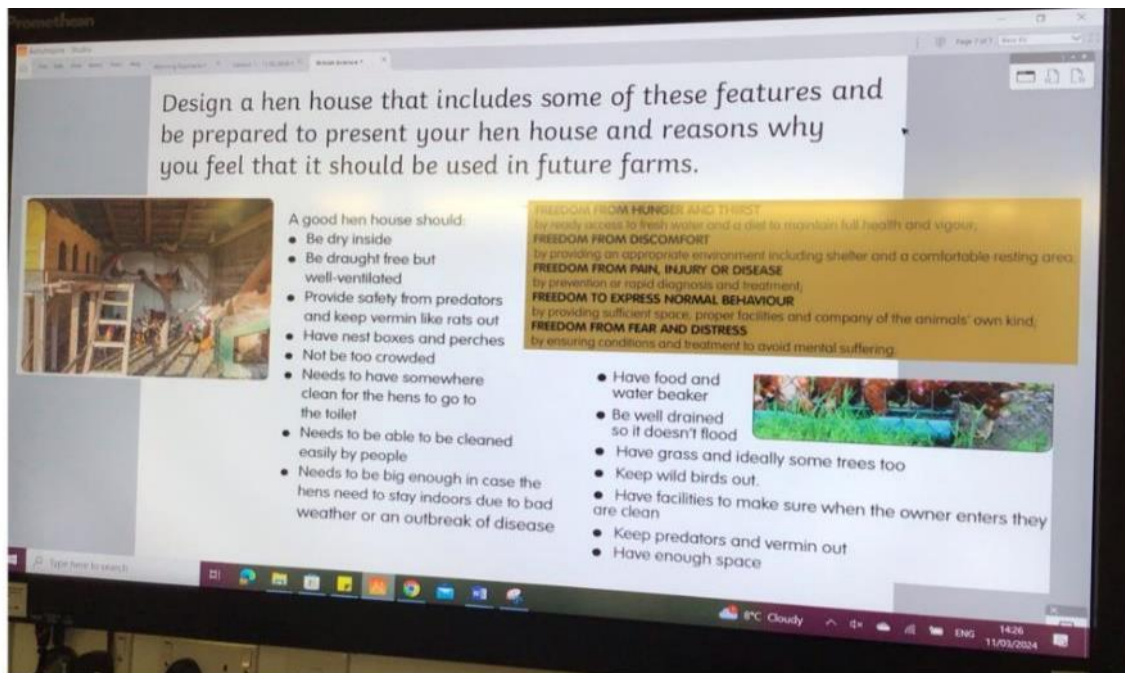 Promethean
Design a hen house that includes some of these features and
be prepared to present your hen house and reasons why
you feel that it should be used in future farms.
A good hen house should:
• Be dry inside
• Be draught free but
well-ventilated
• Provide safety from predators
and keep vermin like rats out
• Have nest boxes and perches
• Not be too crowded
• Needs to have somewhere
clean for the hens to go to
the toilet
• Needs to be able to be cleaned
easily by people
• Needs to be big enough in case the
hens need to stay indoors due to bad
weather or an outbreak of disease
FREEDOM FROM HUNGER AND THIRST
by ready access to fresh water and a diet to maintain full health and vigour;
FREEDOM FROM DISCOMFORT
by providing an appropriate environment including shelter and a comfortable resting area;
FREEDOM FROM PAIN, INJURY OR DISEASE
by prevention or rapid diagnosis and treatment;
FREEDOM TO EXPRESS NORMAL BEHAVIOUR
by providing sufficient space, proper facilities and company of the animals' own kind;
FREEDOM FROM FEAR AND DISTRESS
by ensuring conditions and treatment to avoid mental suffering
• Have food and
water beaker
• Be well drained
so it doesn't flood
• Have grass and ideally some trees too
• Keep wild birds out.
• Have facilities to make sure when the owner enters they
are clean
• Keep predators and vermin out
• Have enough space
Type here to search
8°C Cloudy
ENG
14:26
11/03/2024